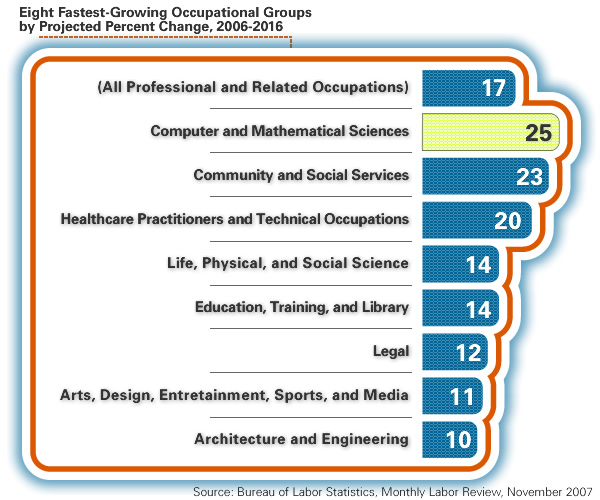 Eight Fastest-Growing Occupational Groups
by Projected Percent Change, 2006-2016
(All Professional and Related Occupations) 17
Computer and Mathematical Sciences 25
Community and Social Services 23
Healthcare Practitioners and Technical Occupations 20
Life, Physical, and Social Science 14
Education, Training, and Library 14
Legal 12
Arts, Design, Entretainment, Sports, and Media 11
Architecture and Engineering 10
Source: Bureau of Labor Statistics, Monthly Labor Review, November 2007